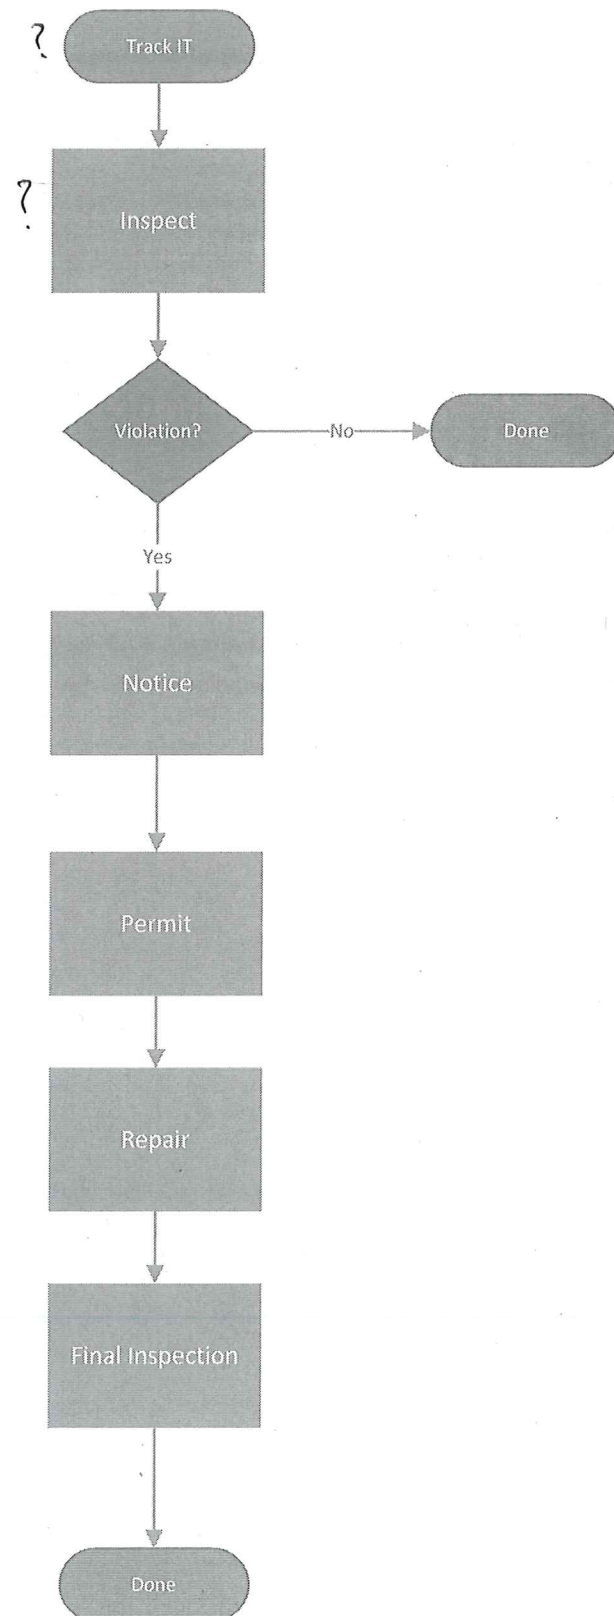 ? Track IT
? Inspect
Violation?
No
Done
Yes
Notice
Permit
Repair
Final Inspection
Done